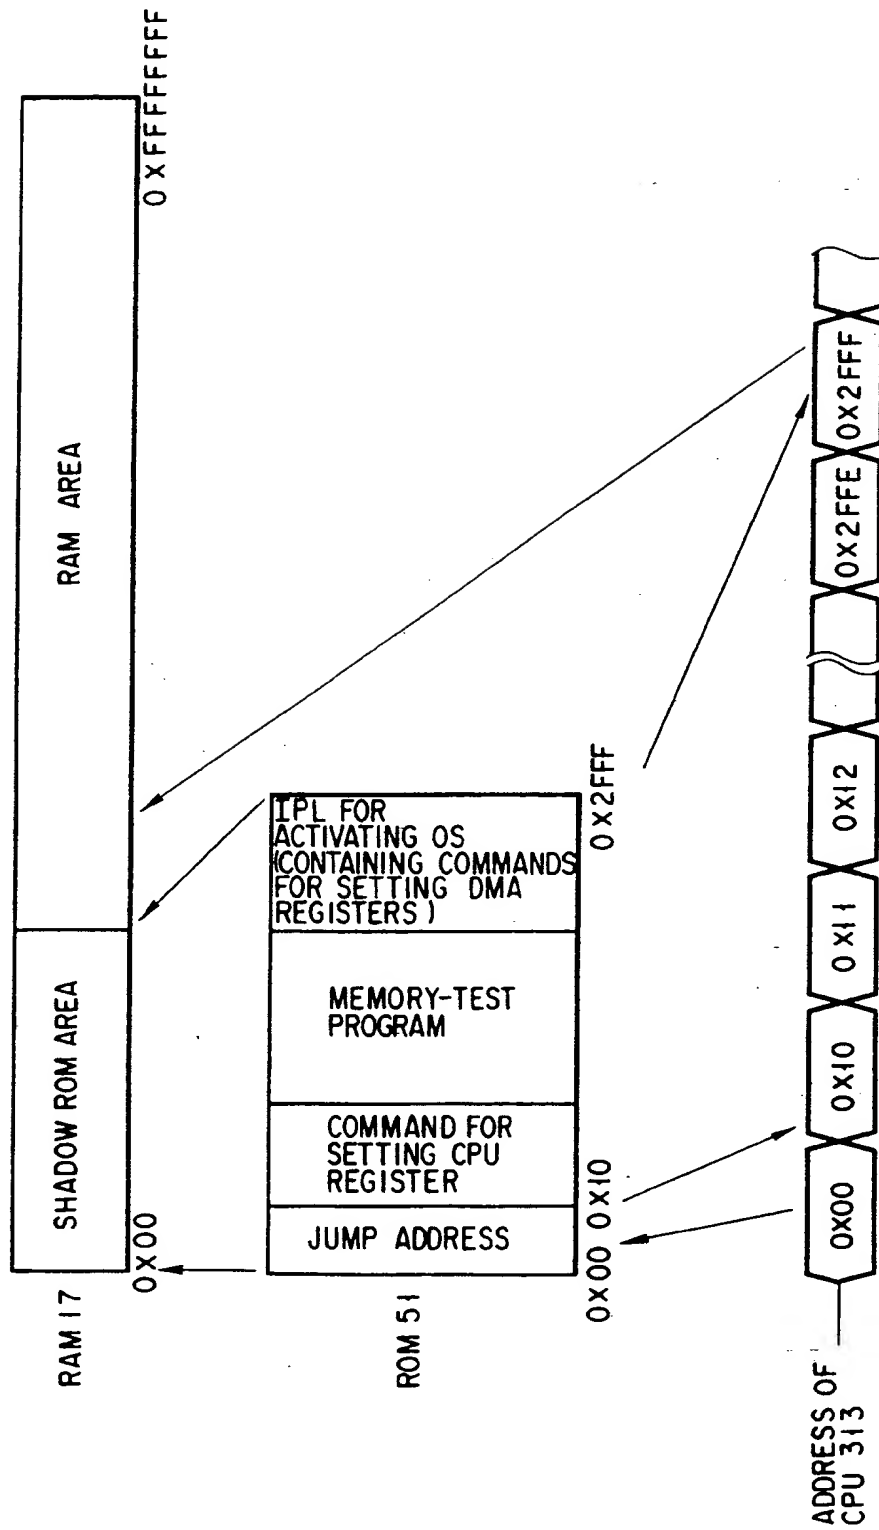 RAM 17
SHADOW ROM AREA
RAM AREA
0X00
0XFFFFFFFF
ROM 51
JUMP ADDRESS
COMMAND FOR
SETTING CPU
REGISTER
MEMORY-TEST
PROGRAM
IPL FOR
ACTIVATING OS
(CONTAINING COMMANDS
FOR SETTING DMA
REGISTERS)
0X00
0X10
0X2FFF
ADDRESS OF
CPU 313
0X00
0X10
0X11
0X12
0X2FFE
0X2FFF